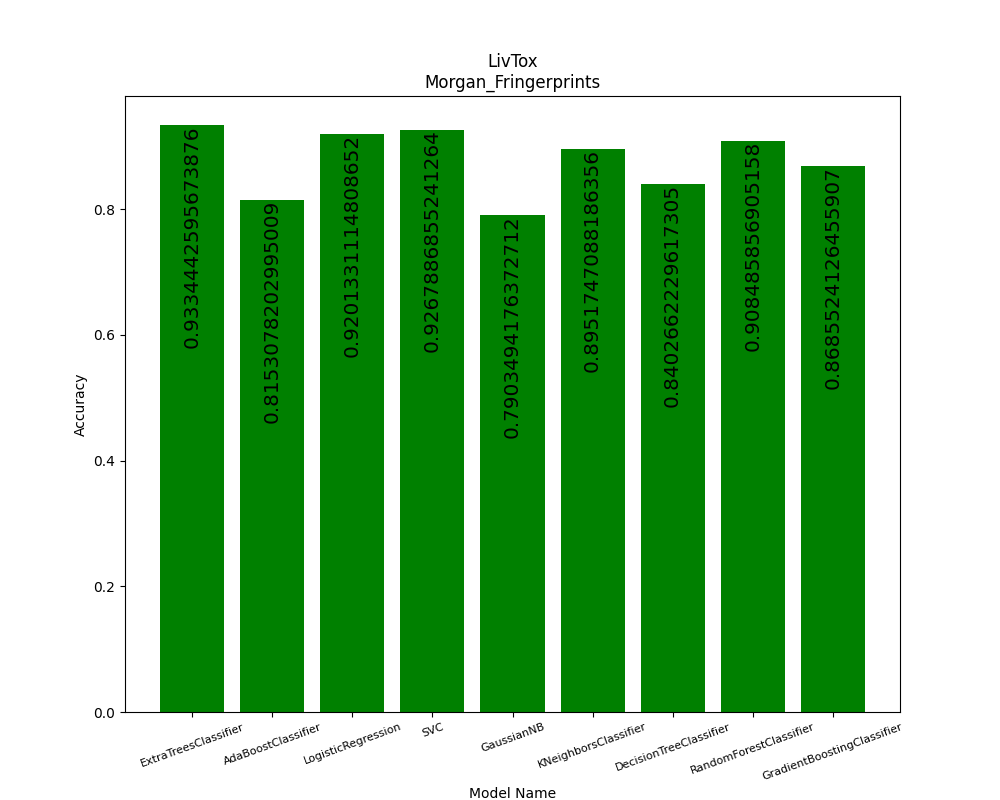 LivTox
Morgan_Fringerprints
Accuracy
0.8
0.6
0.4
0.2
0.0
0.9334442595673876
0.8153078202995009
0.9201331114808652
0.9267886855241264
0.7903494176372712
0.8951747088186356
0.8402662229617305
0.9084858569051​58
0.8685524126455907
ExtraTreesClassifier
AdaBoostClassifier
LogisticRegression
SVC
GaussianNB
KNeighborsClassifier
DecisionTreeClassifier
RandomForestClassifier
GradientBoostingClassifier
Model Name